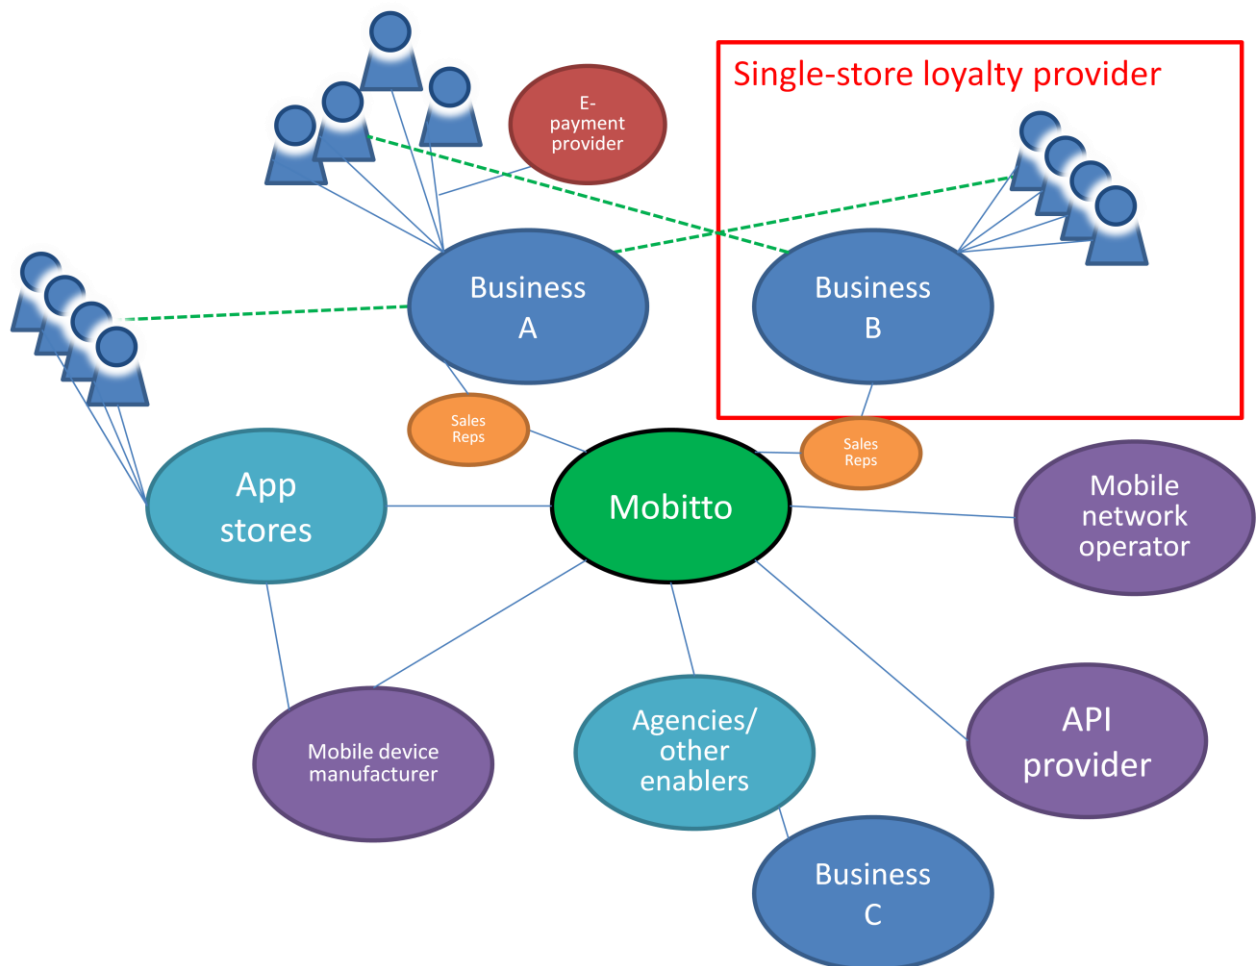 E-
payment
provider
Single-store loyalty provider
Business
A
Business
B
Sales
Reps
Sales
Reps
App
stores
Mobitto
Mobile
network
operator
Mobile device
manufacturer
Agencies/
other
enablers
API
provider
Business
C